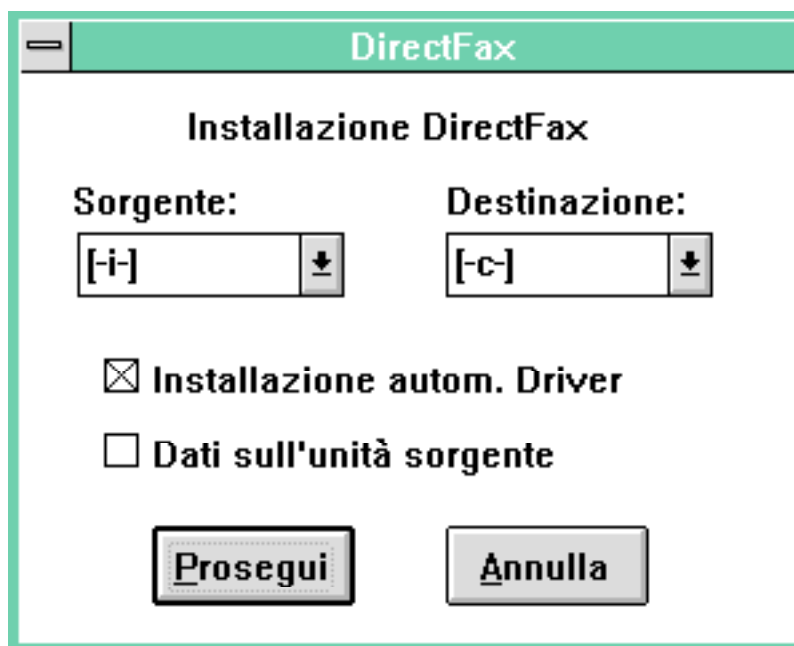 DirectFax
Installazione DirectFax
Sorgente: Destinazione:
[-i-] [-c-]
Installazione autom. Driver
Dati sull'unità sorgente
Prosegui Annulla